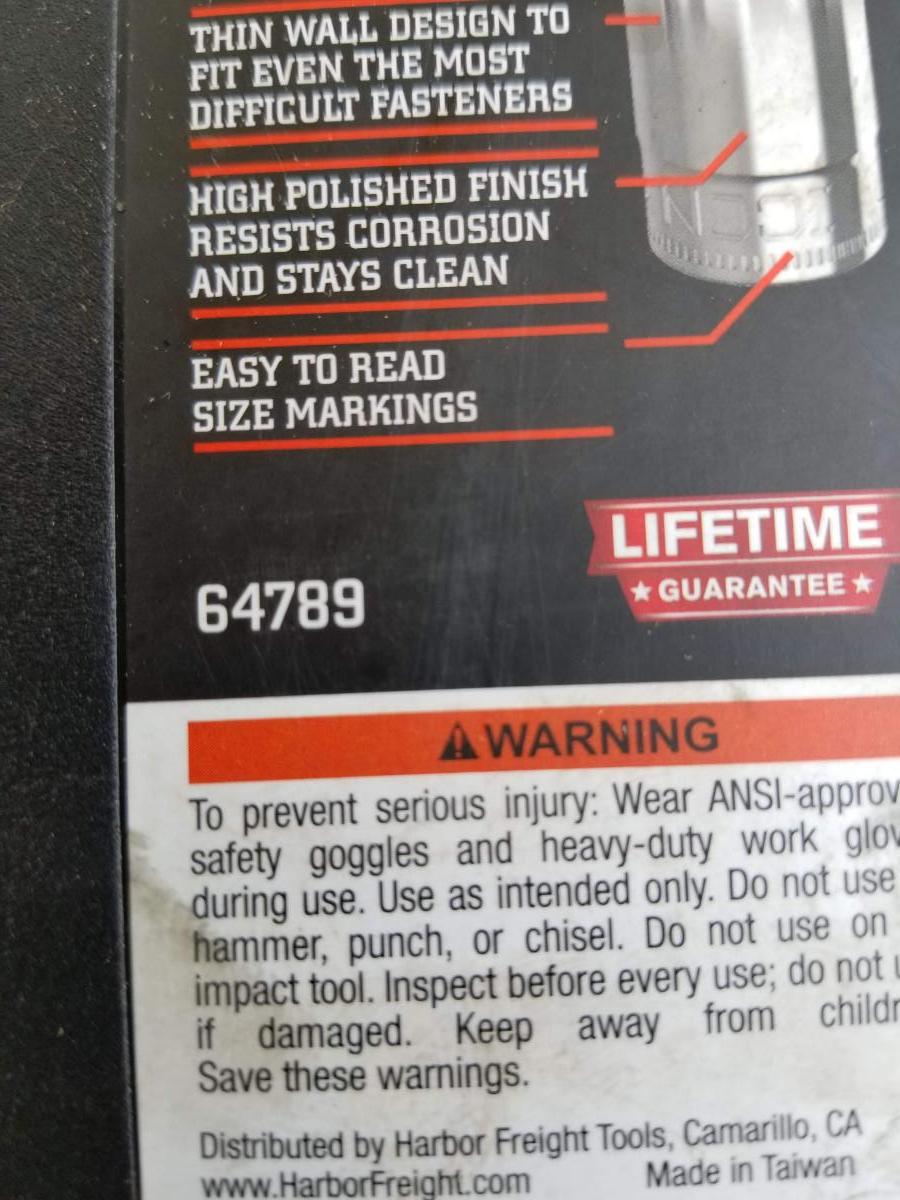 THIN WALL DESIGN TO
FIT EVEN THE MOST
DIFFICULT FASTENERS
HIGH POLISHED FINISH
RESISTS CORROSION
AND STAYS CLEAN
EASY TO READ
SIZE MARKINGS
LIFETIME
★ GUARANTEE ★
64789
⚠WARNING
To prevent serious injury: Wear ANSI-approv
safety goggles and heavy-duty work glov
during use. Use as intended only. Do not use
hammer, punch, or chisel. Do not use on
impact tool. Inspect before every use; do not u
if damaged. Keep away from childr
Save these warnings.
Distributed by Harbor Freight Tools, Camarillo, CA
www.HarborFreight.com Made in Taiwan